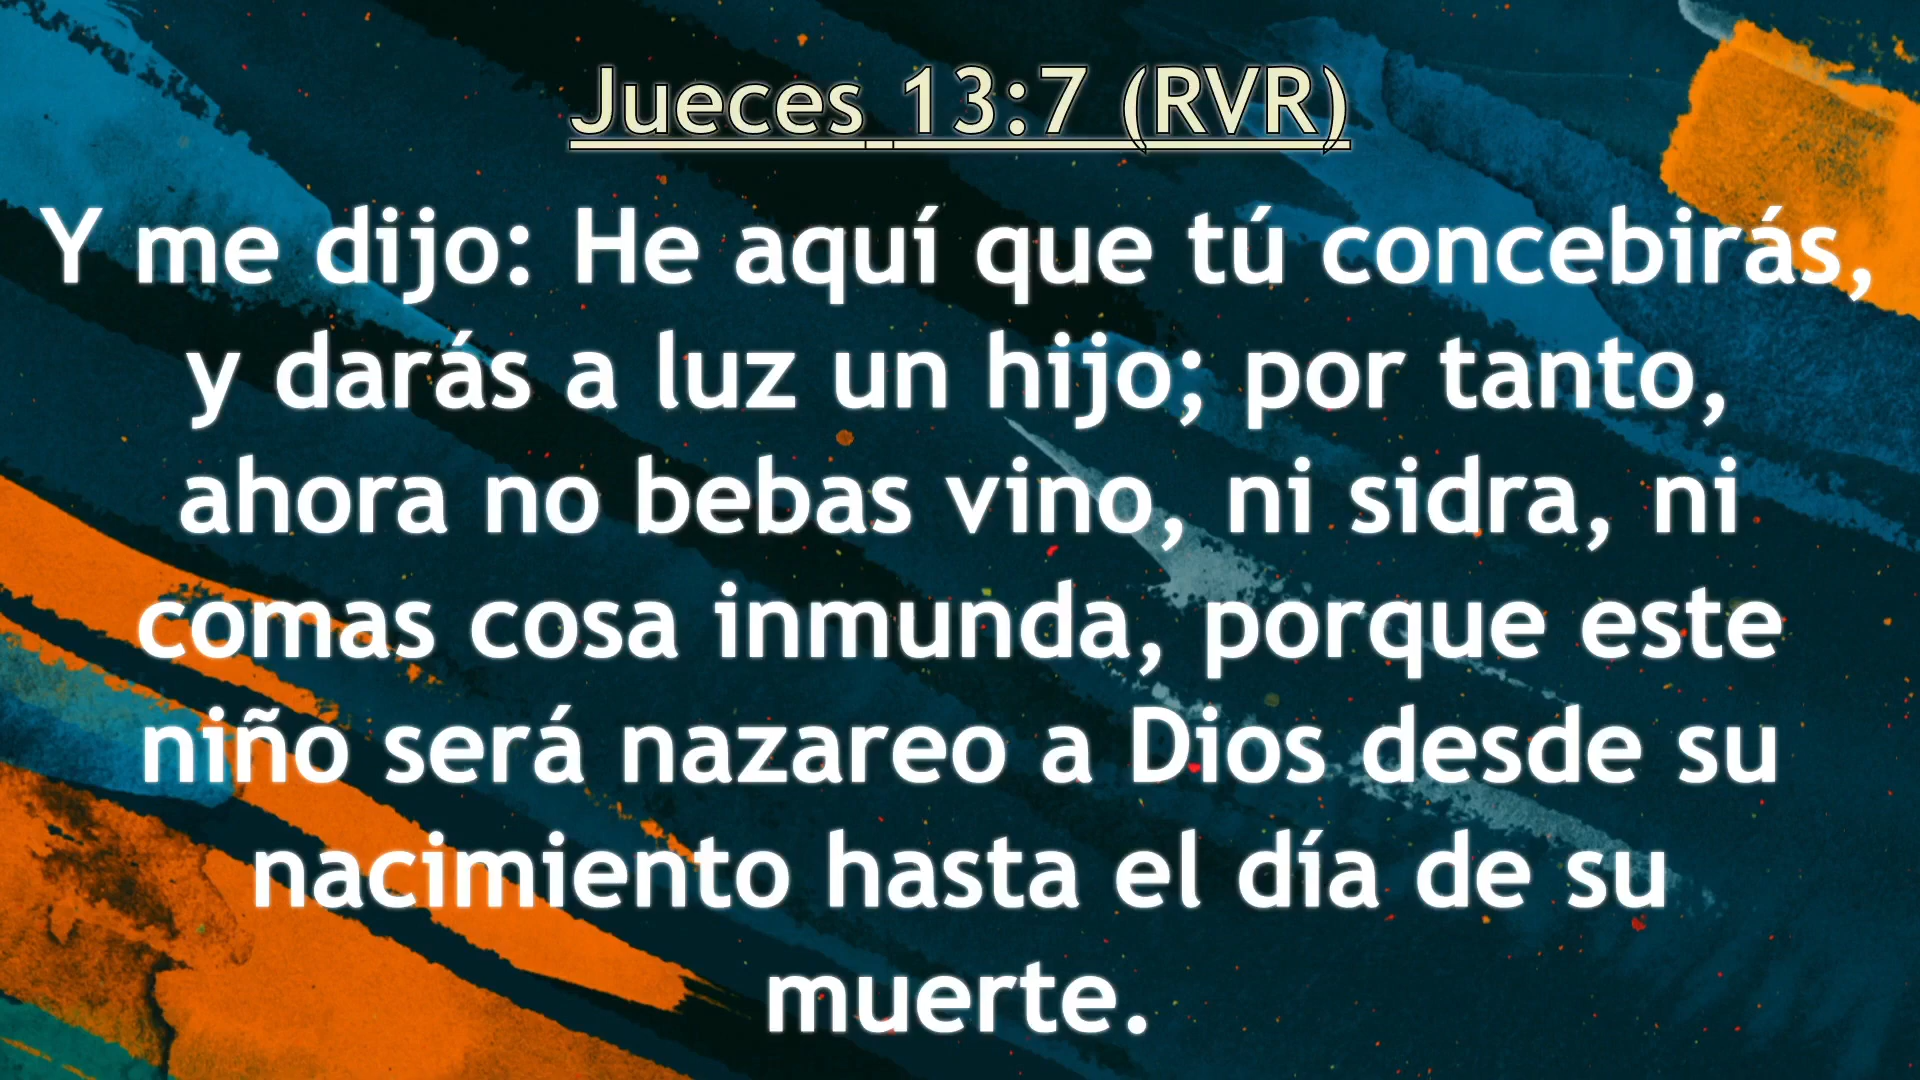 Jueces 13:7 (RVR)
Y me dijo: He aquí que tú concebirás,
y darás a luz un hijo; por tanto,
ahora no bebas vino, ni sidra, ni
comas cosa inmunda, porque este
niño será nazareo a Dios desde su
nacimiento hasta el día de su
muerte.